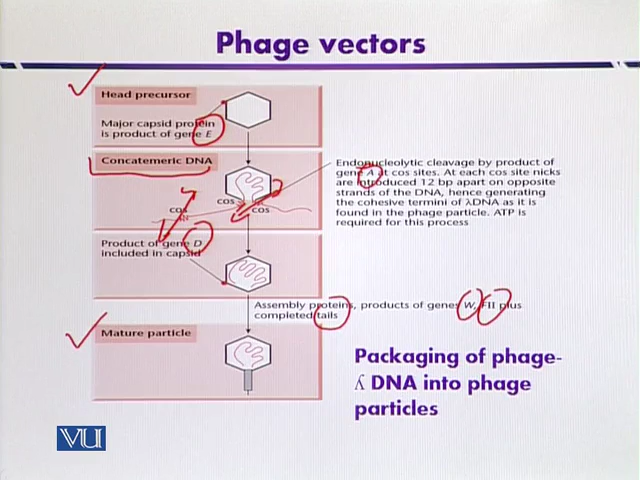 Phage vectors
Head precursor
Major capsid protein
is product of gene E
Concatemeric DNA
Endonucleolytic cleavage by product of
gene A at cos sites. At each cos site nicks
are introduced 12 bp apart on opposite
strands of the DNA, hence generating
the cohesive termini of λDNA as it is
found in the phage particle. ATP is
required for this process
cos
cos
cos
Product of gene D
included in capsid
Assembly proteins, products of genes W, FII plus
completed tails
Mature particle
Packaging of phage-
λ DNA into phage
particles
VU